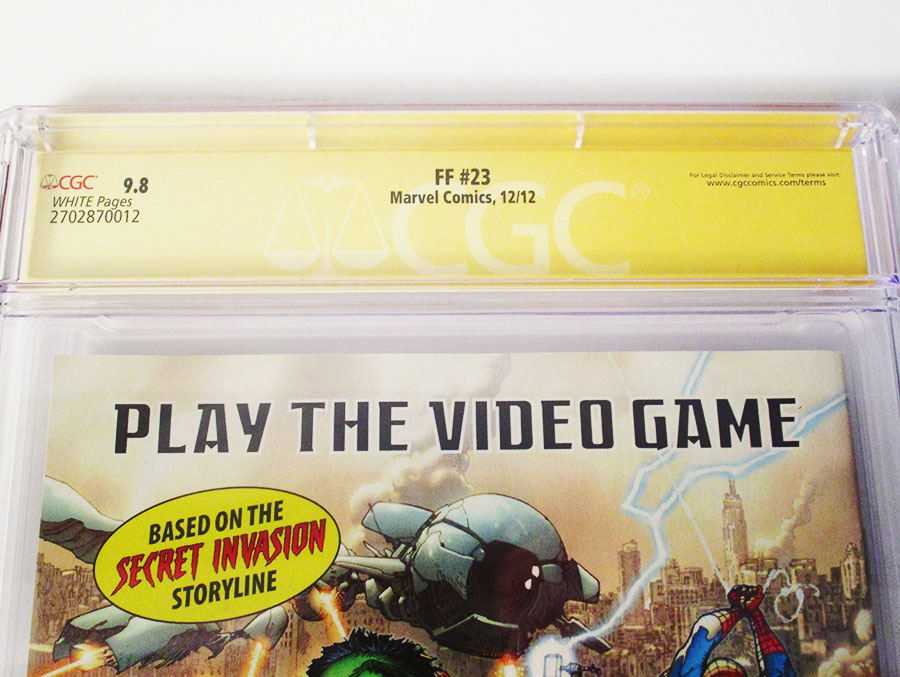 CGC 9.8
WHITE Pages
2702870012
FF #23
Marvel Comics, 12/12
For Legal Disclaimer and Service Terms please visit:
www.cgccomics.com/terms
CGC®
PLAY THE VIDEO GAME
BASED ON THE
SECRET INVASION
STORYLINE